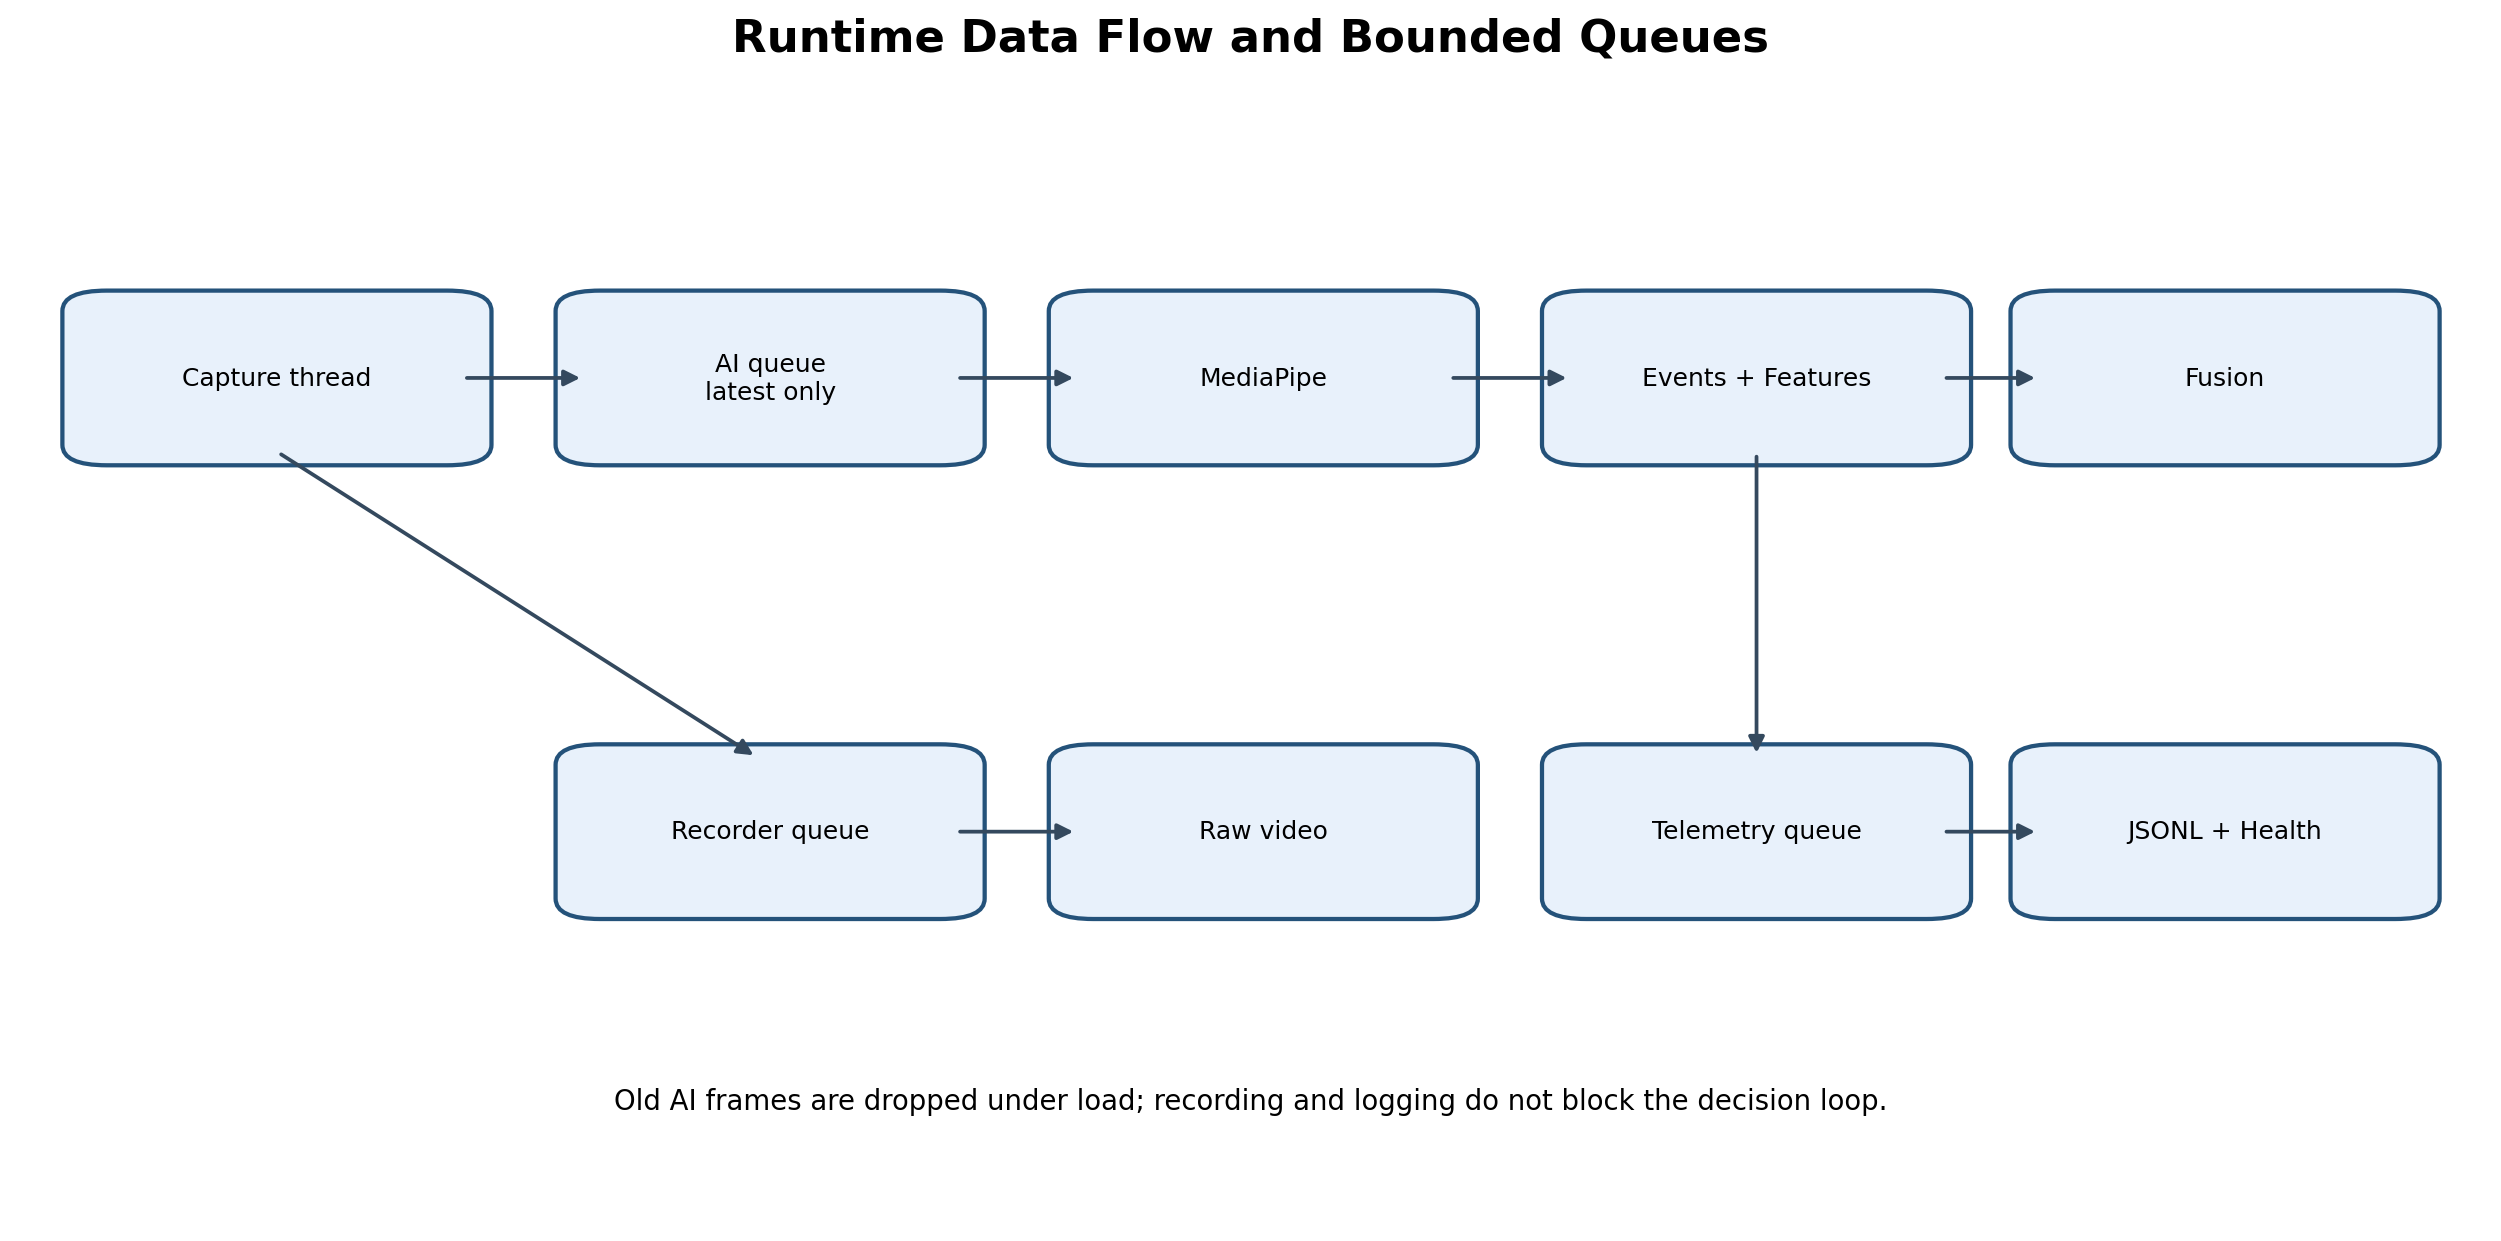 Runtime Data Flow and Bounded Queues
Capture thread
AI queue
latest only
MediaPipe
Events + Features
Fusion
Recorder queue
Raw video
Telemetry queue
JSONL + Health
Old AI frames are dropped under load; recording and logging do not block the decision loop.